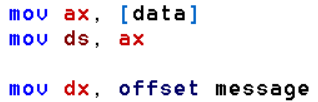 mov ax, [data]
mov ds, ax
mov dx, offset message